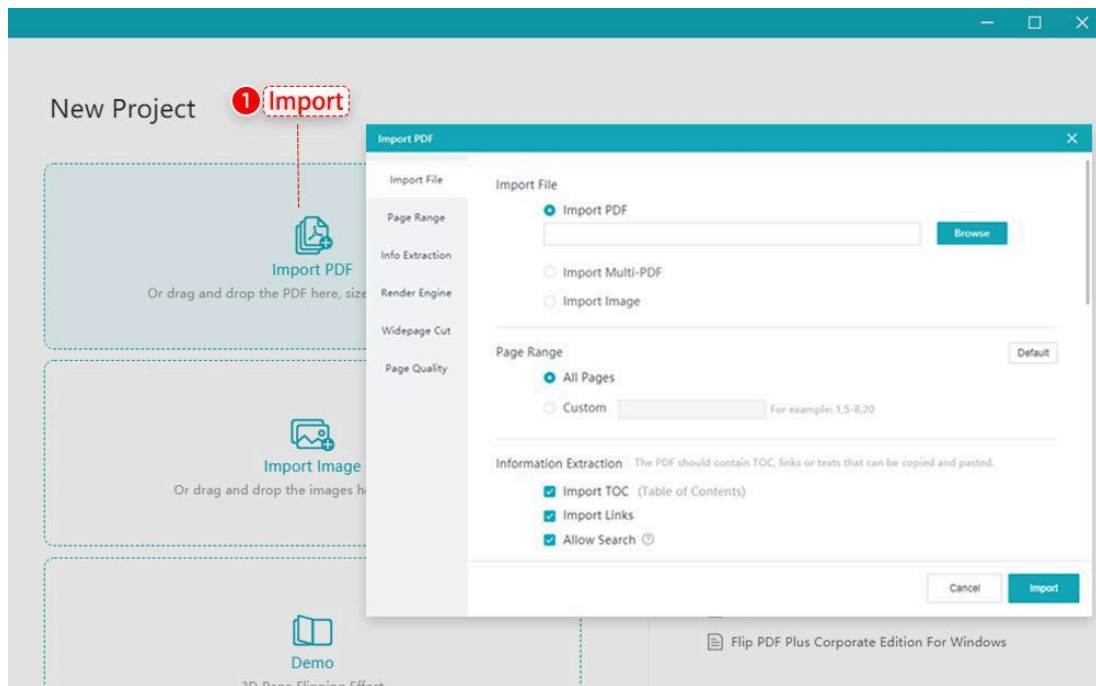 New Project
1 Import
Import PDF
Or drag and drop the PDF here, size
Import Image
Or drag and drop the images h
Demo
3D Page Flipping Effect
Import PDF
Import File
Page Range
Info Extraction
Render Engine
Widepage Cut
Page Quality
Import File
Import PDF
Browse
Import Multi-PDF
Import Image
Page Range
Default
All Pages
Custom
For example: 1,5-8,20
Information Extraction The PDF should contain TOC, links or texts that can be copied and pasted.
Import TOC (Table of Contents)
Import Links
Allow Search ?
Cancel
Import
Flip PDF Plus Corporate Edition For Windows